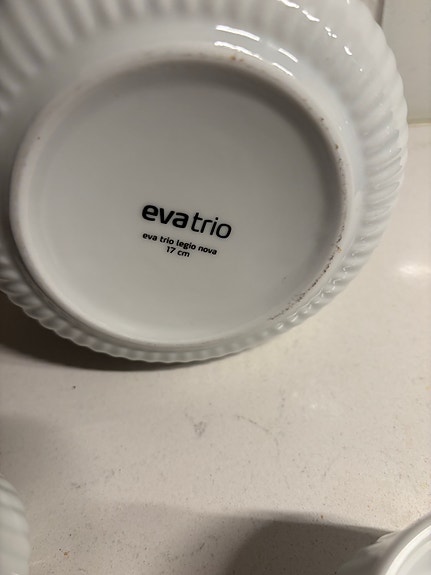 evatrio
eva trio legio nova
17 cm